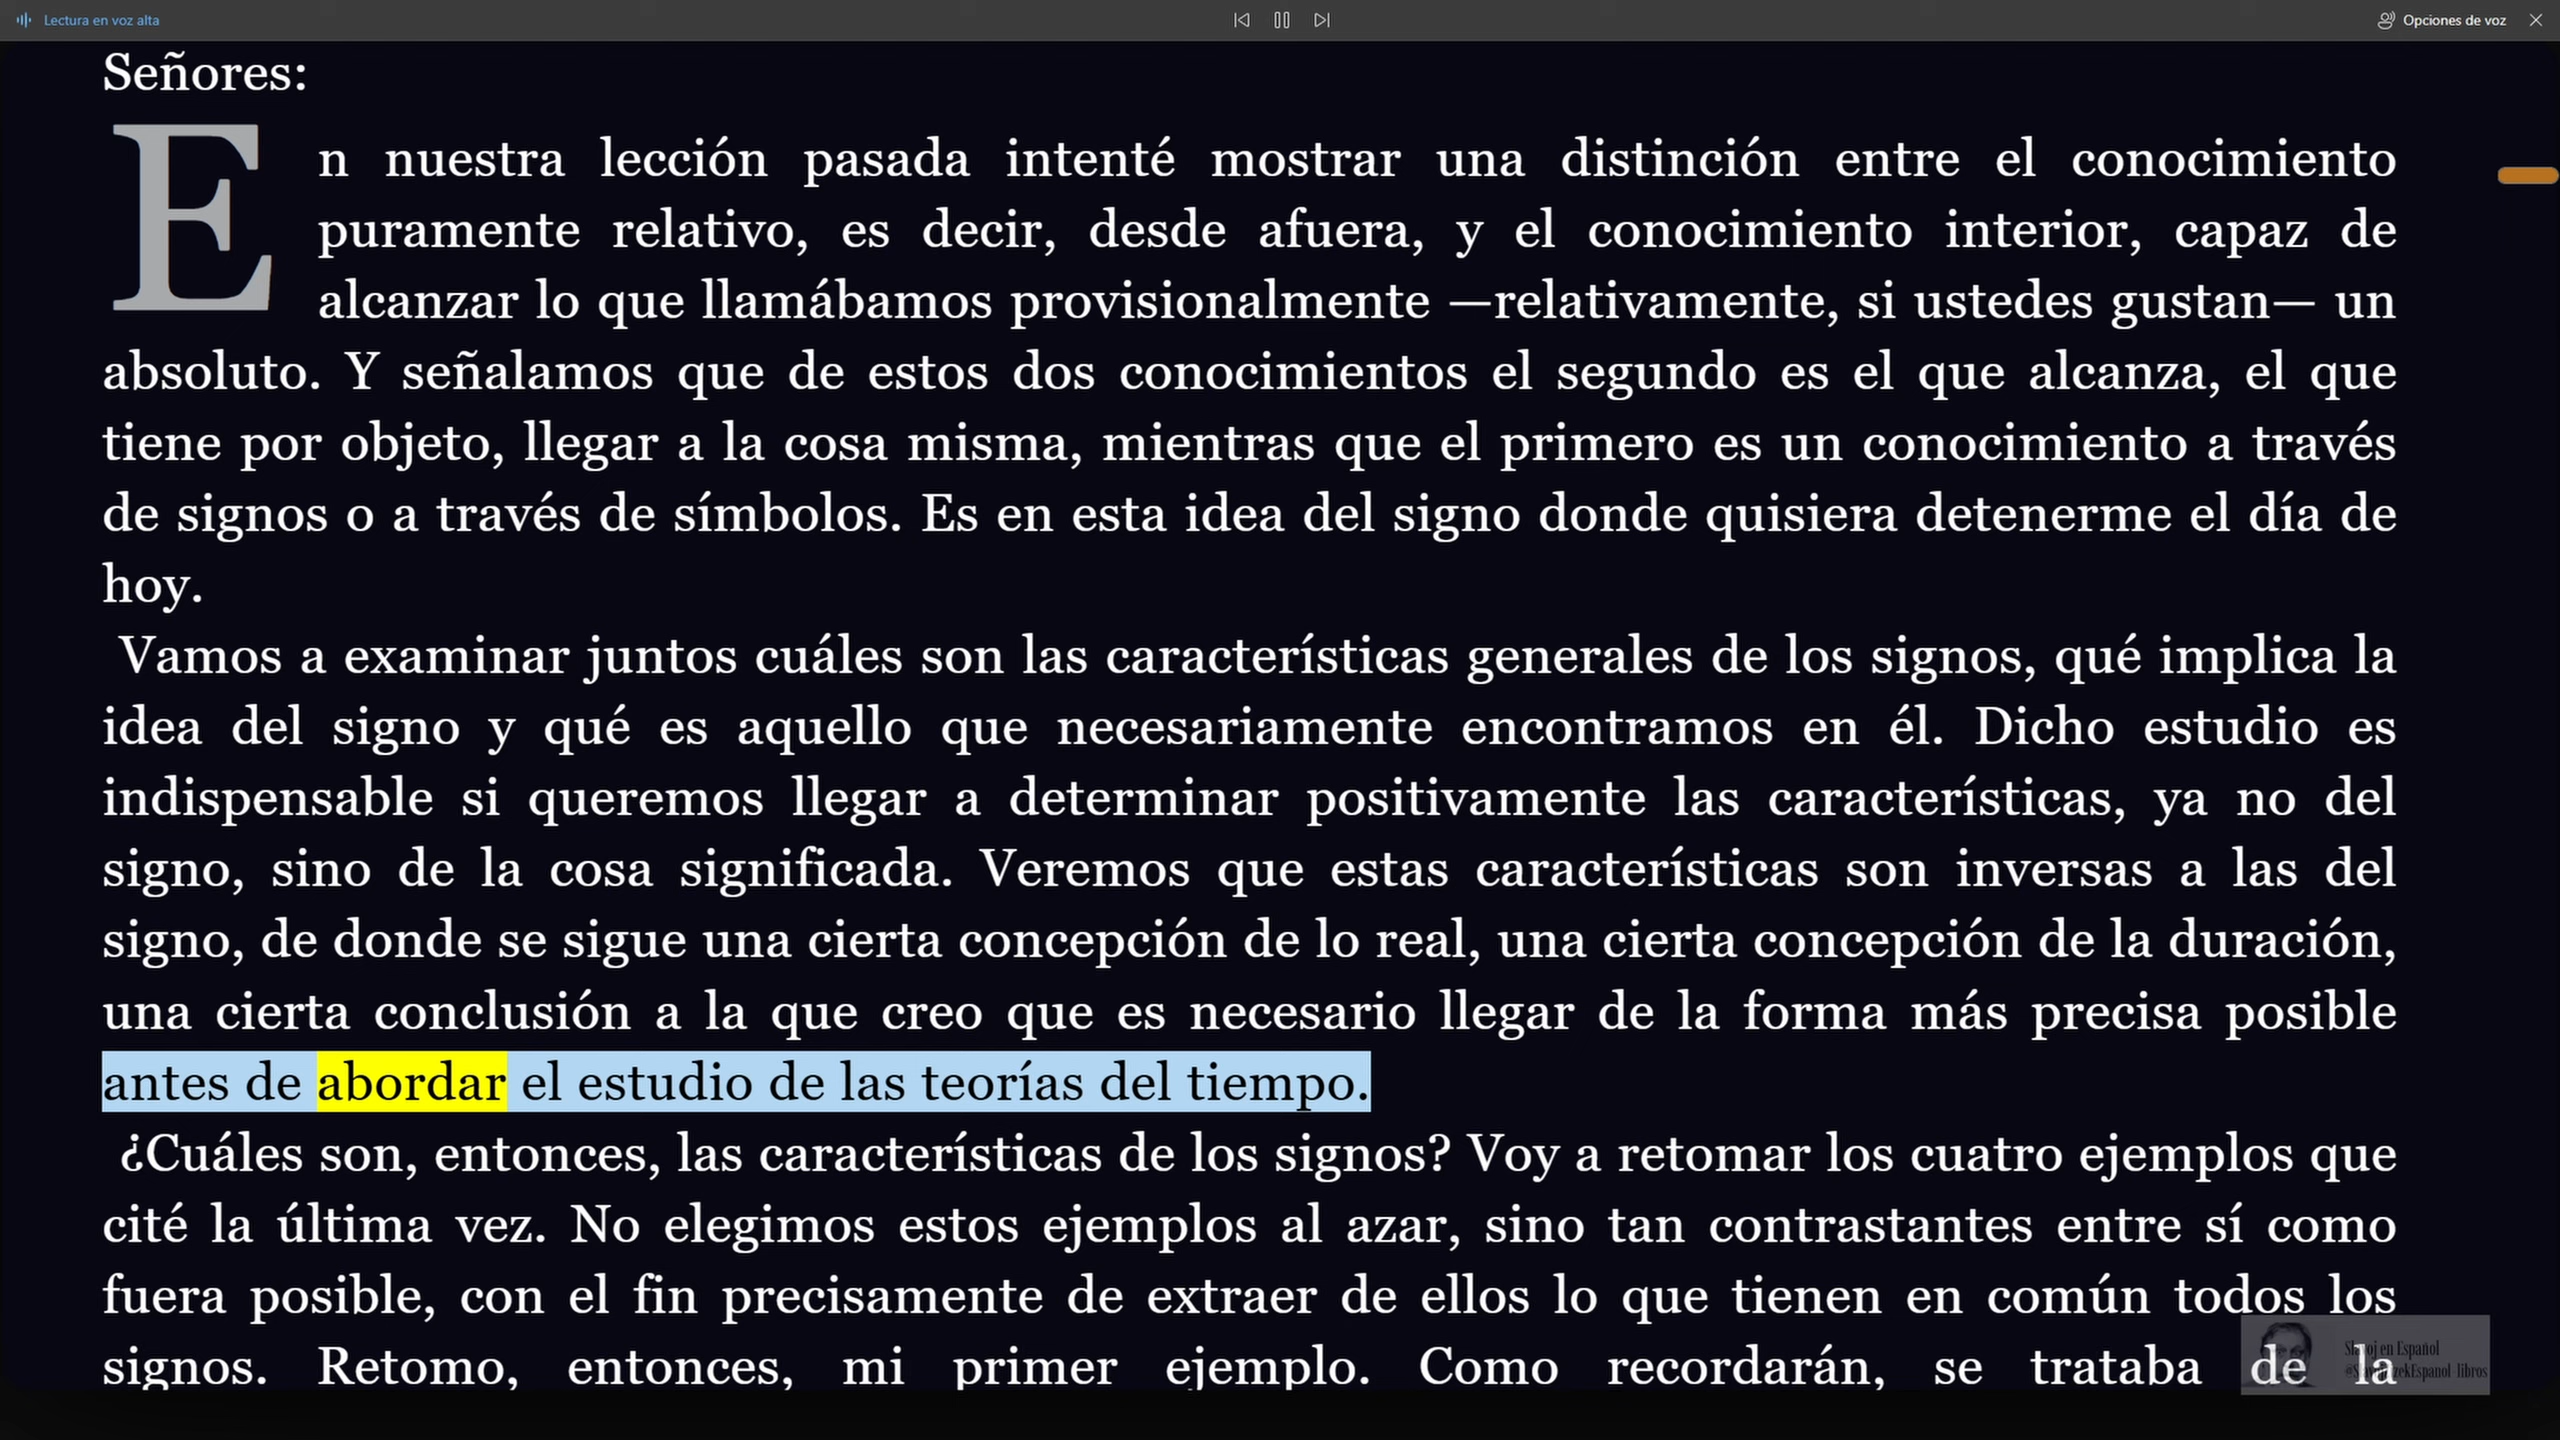 Lectura en voz alta
Opciones de voz
Señores:
En nuestra lección pasada intenté mostrar una distinción entre el conocimiento
puramente relativo, es decir, desde afuera, y el conocimiento interior, capaz de
alcanzar lo que llamábamos provisionalmente —relativamente, si ustedes gustan— un
absoluto. Y señalamos que de estos dos conocimientos el segundo es el que alcanza, el que
tiene por objeto, llegar a la cosa misma, mientras que el primero es un conocimiento a través
de signos o a través de símbolos. Es en esta idea del signo donde quisiera detenerme el día de
hoy.
Vamos a examinar juntos cuáles son las características generales de los signos, qué implica la
idea del signo y qué es aquello que necesariamente encontramos en él. Dicho estudio es
indispensable si queremos llegar a determinar positivamente las características, ya no del
signo, sino de la cosa significada. Veremos que estas características son inversas a las del
signo, de donde se sigue una cierta concepción de lo real, una cierta concepción de la duración,
una cierta conclusión a la que creo que es necesario llegar de la forma más precisa posible
antes de abordar el estudio de las teorías del tiempo.
¿Cuáles son, entonces, las características de los signos? Voy a retomar los cuatro ejemplos que
cité la última vez. No elegimos estos ejemplos al azar, sino tan contrastantes entre sí como
fuera posible, con el fin precisamente de extraer de ellos lo que tienen en común todos los
signos. Retomo, entonces, mi primer ejemplo. Como recordarán, se trataba de la
Slavoj en Español